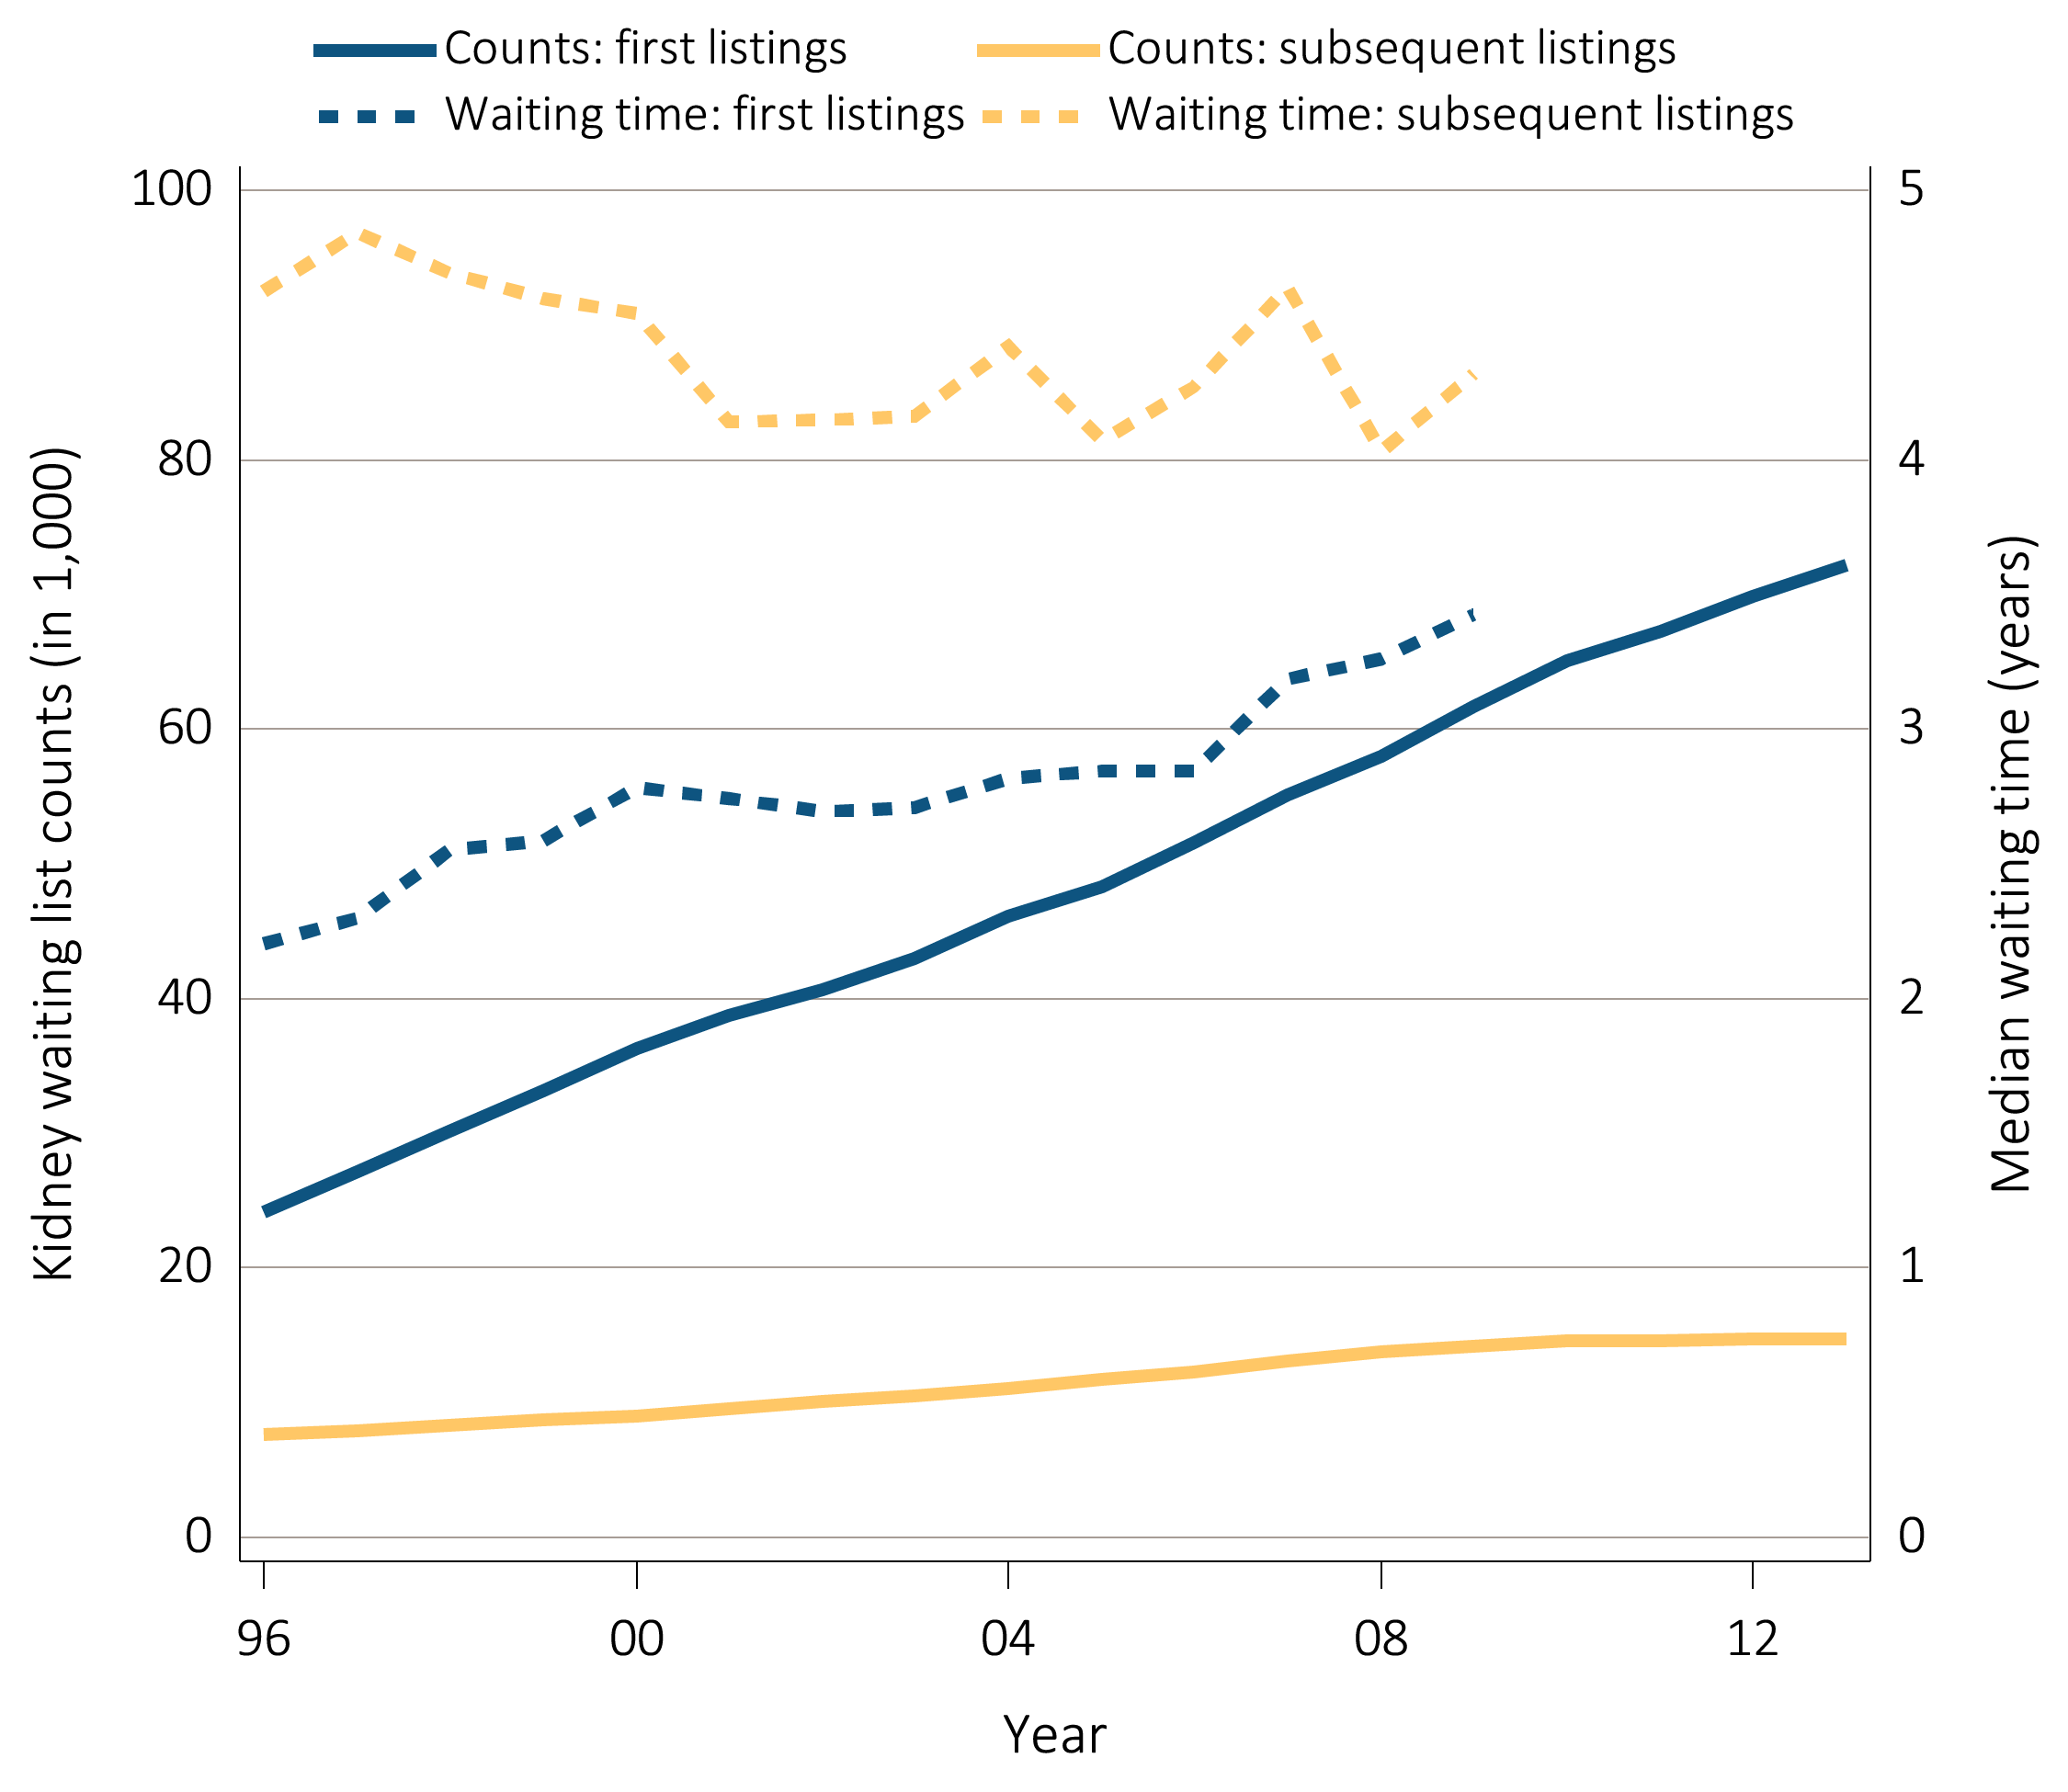 Counts: first listings
Counts: subsequent listings
Waiting time: first listings
Waiting time: subsequent listings
Kidney waiting list counts (in 1,000)
100
80
60
40
20
0
5
4
3
2
1
0
Median waiting time (years)
96
00
04
08
12
Year